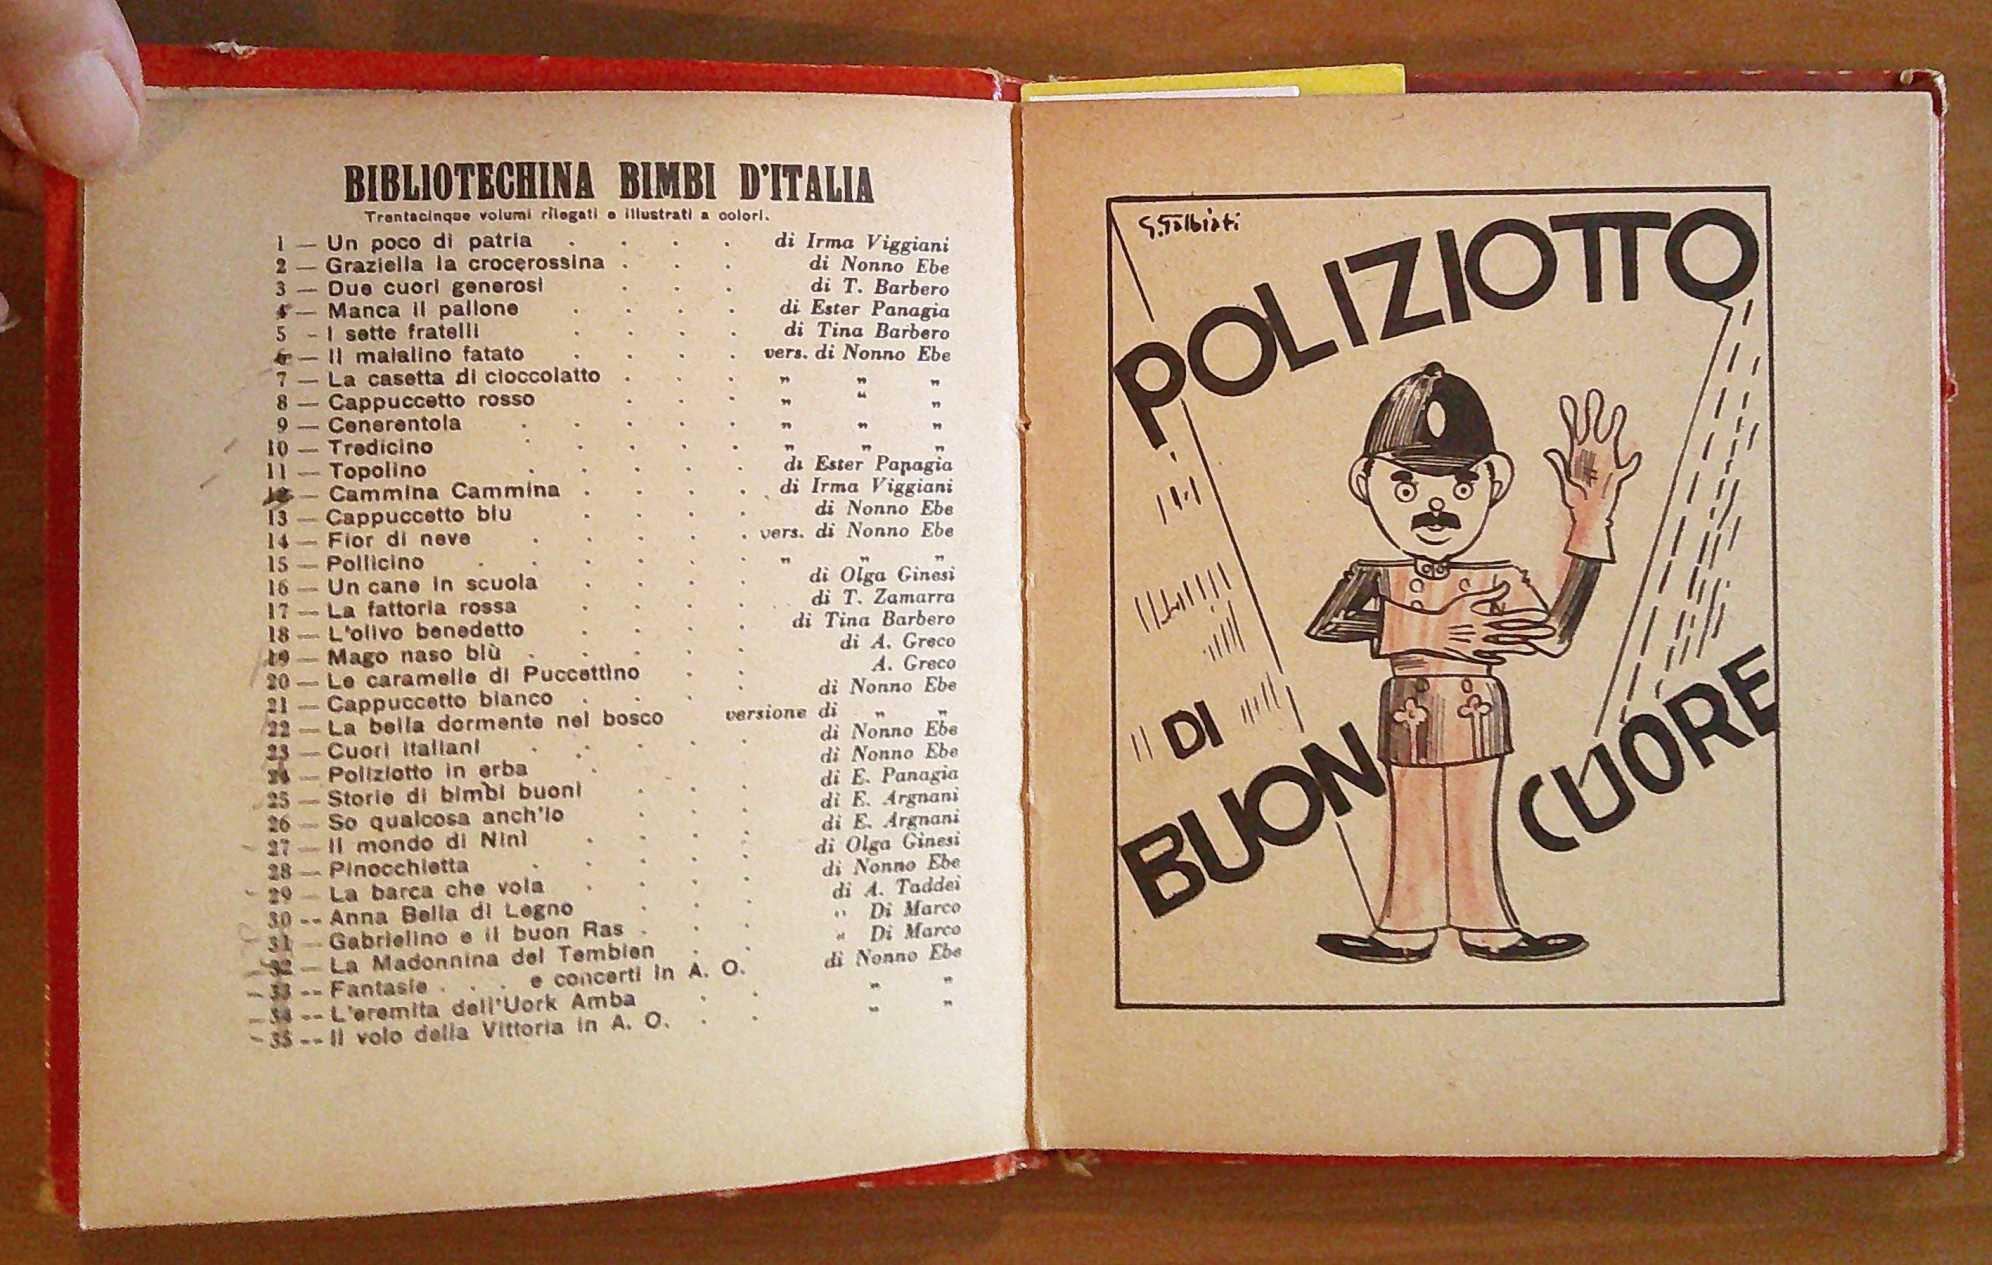 BIBLIOTECHINA BIMBI D'ITALIA
Trentacinque volumi rilegati e illustrati a colori.
1 — Un poco di patria . . . . di Irma Viggiani
2 — Graziella la crocerossina . . . di Nonno Ebe
3 — Due cuori generosi . . . di T. Barbero
4 — Manca il pallone . . . . di Ester Panagia
5 - I sette fratelli . . . . di Tina Barbero
6 — Il maialino fatato . . . . vers. di Nonno Ebe
7 — La casetta di cioccolatto . . . „ „ „
8 — Cappuccetto rosso . . . „ “ „
9 — Cenerentola . . . . . „ „ „
10 — Tredicino . . . . . „ „ „
11 — Topolino . . . . . di Ester Panagia
12 — Cammina Cammina . . . . di Irma Viggiani
13 — Cappuccetto blu . . . . di Nonno Ebe
14 — Fior di neve . . . . . vers. di Nonno Ebe
15 — Pollicino . . . . . . „ „ „
16 — Un cane in scuola . . . . di Olga Ginesi
17 — La fattoria rossa . . . . di T. Zamarra
18 — L'olivo benedetto . . . . di Tina Barbero
19 — Mago naso blù . . . . . di A. Greco
20 — Le caramelle di Puccettino . . A. Greco
21 — Cappuccetto bianco . . . . di Nonno Ebe
22 — La bella dormente nel bosco versione di „ „
23 — Cuori italiani . . . . . di Nonno Ebe
24 — Poliziotto in erba . di Nonno Ebe
25 — Storie di bimbi buoni . . . di E. Panagia
26 — So qualcosa anch'io . . . di E. Argnani
27 — Il mondo di Ninì . . . . di E. Argnani
28 — Pinocchietta . . . . . di Olga Ginesi
29 — La barca che vola . . . . di Nonno Ebe
30 -- Anna Bella di Legno . . . di A. Taddei
31 — Gabrielino e il buon Ras . . . „ Di Marco
32 — La Madonnina del Tembien . . „ Di Marco
33 -- Fantasie . . . e concerti in A. O. di Nonno Ebe
34 -- L'eremita dell'Uork Amba . . „ „
35 -- Il volo della Vittoria in A. O. . . „ „
G. Galbiati
POLIZIOTTO
DI
BUON CUORE